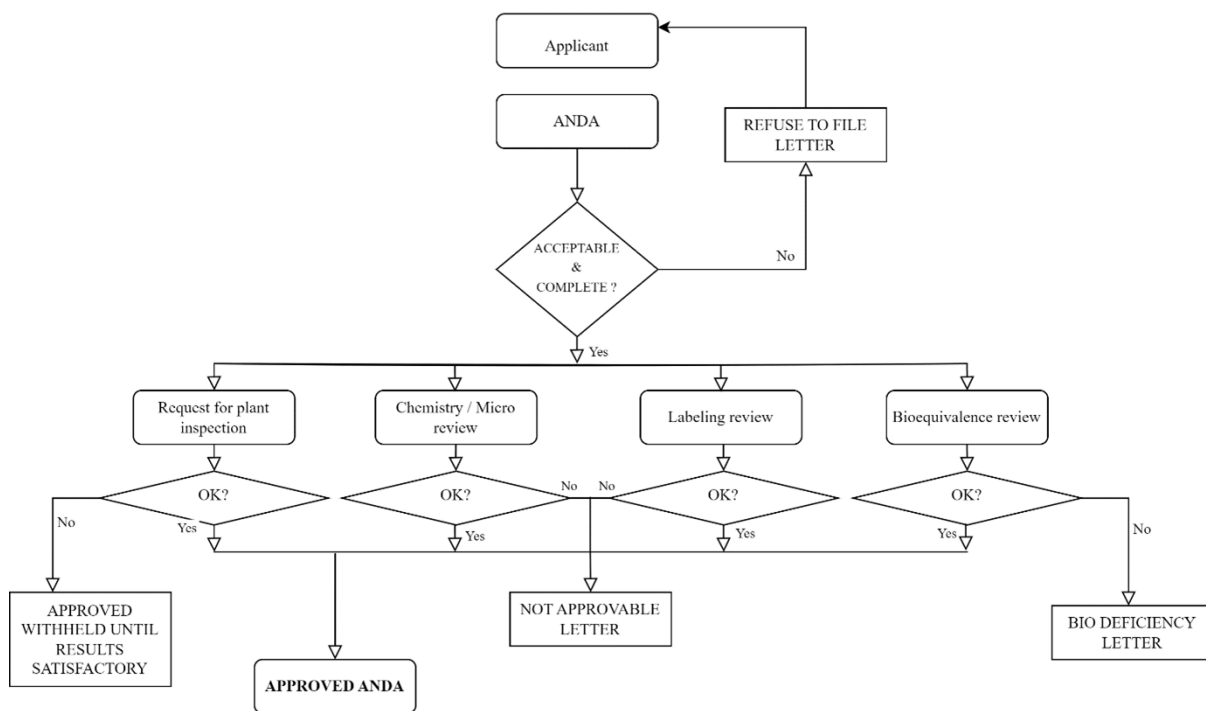 Applicant
ANDA
REFUSE TO FILE
LETTER
ACCEPTABLE
&
COMPLETE ?
No
Yes
Request for plant
inspection
Chemistry / Micro
review
Labeling review
Bioequivalence review
OK?
OK?
OK?
OK?
No
Yes
No
Yes
No
Yes
No
Yes
APPROVED
WITHHELD UNTIL
RESULTS
SATISFACTORY
NOT APPROVABLE
LETTER
BIO DEFICIENCY
LETTER
APPROVED ANDA